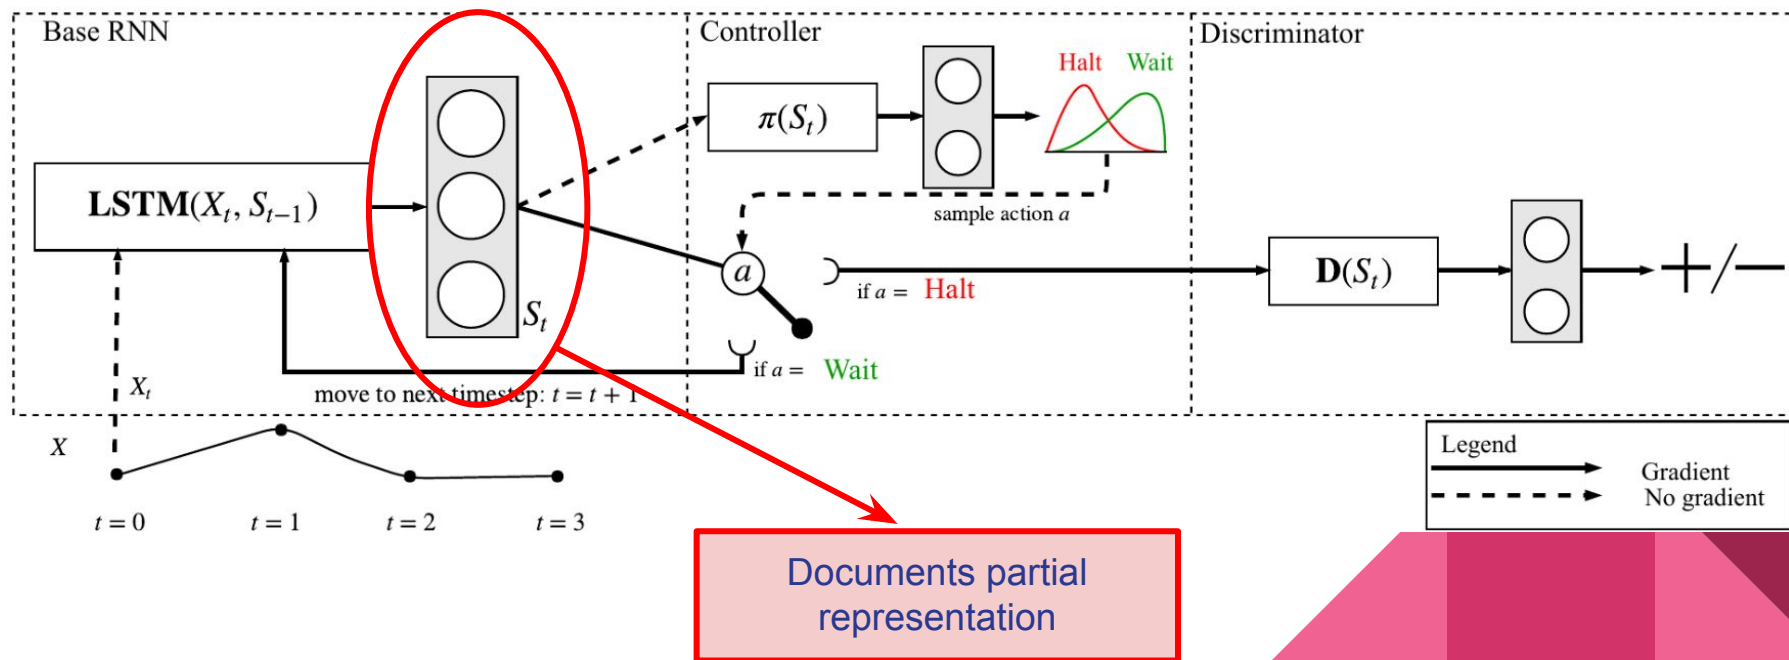 Base RNN
Controller
Discriminator
Halt Wait
π(Sₜ)
LSTM(Xₜ, Sₜ₋₁)
sample action a
Sₜ
a
if a = Halt
D(Sₜ)
+/−
if a = Wait
Xₜ
move to next timestep: t = t + 1
X
t = 0 t = 1 t = 2 t = 3
Legend
Gradient
No gradient
Documents partial
representation